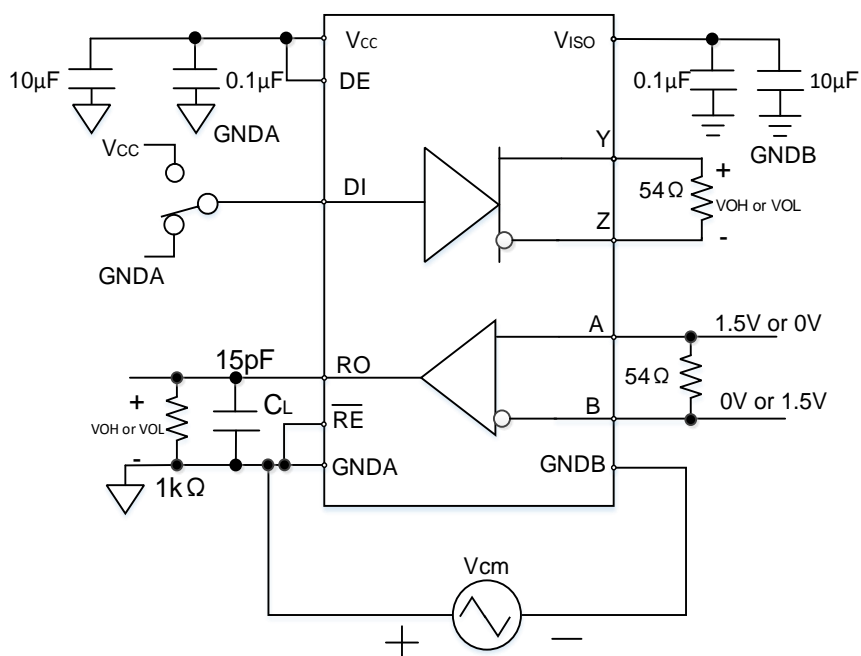 Vcc
VISO
10μF
0.1μF
DE
0.1μF
10μF
GNDA
GNDB
Vcc
Y
+
DI
54Ω
VOH or VOL
Z
-
GNDA
A
1.5V or 0V
15pF
RO
54Ω
+
CL
B
0V or 1.5V
VOH or VOL
RE
-
GNDA
GNDB
1kΩ
Vcm
+
-